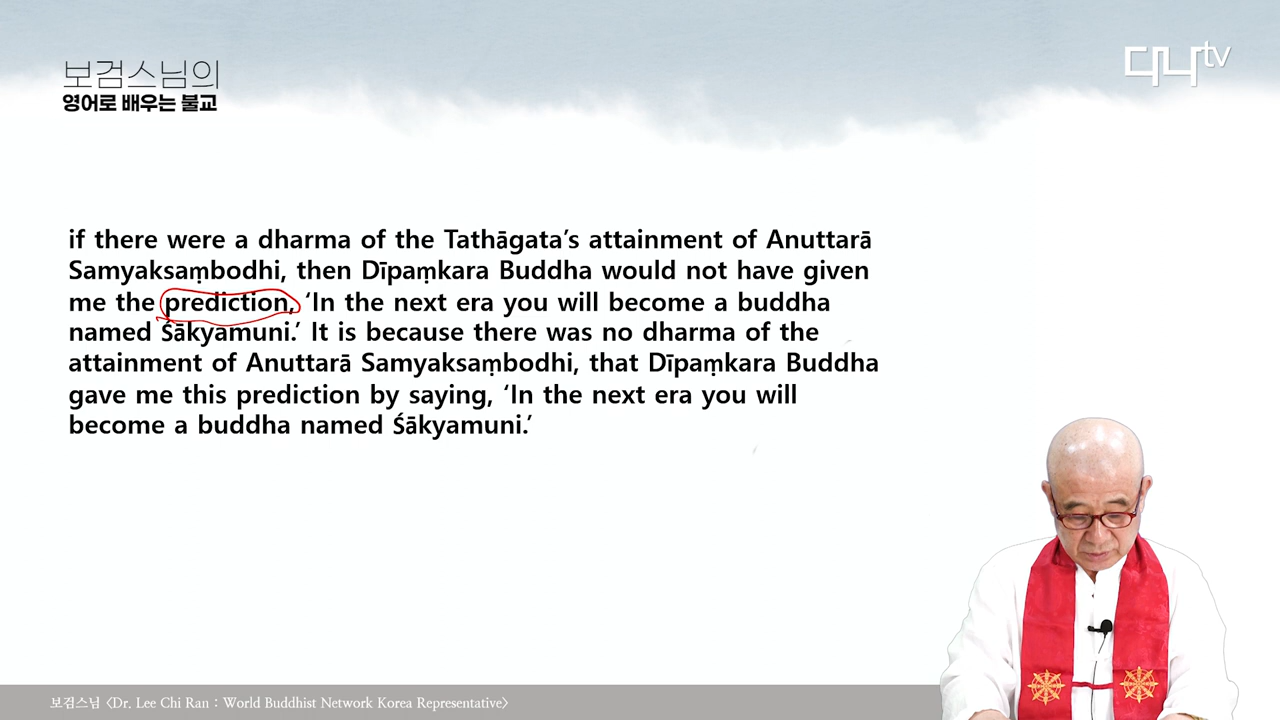 보검스님의
영어로 배우는 불교
다나tv
if there were a dharma of the Tathāgata’s attainment of Anuttarā
Samyaksaṃbodhi, then Dīpaṃkara Buddha would not have given
me the prediction, ‘In the next era you will become a buddha
named Śākyamuni.’ It is because there was no dharma of the
attainment of Anuttarā Samyaksaṃbodhi, that Dīpaṃkara Buddha
gave me this prediction by saying, ‘In the next era you will
become a buddha named Śākyamuni.’
보검스님 <Dr. Lee Chi Ran : World Buddhist Network Korea Representative>